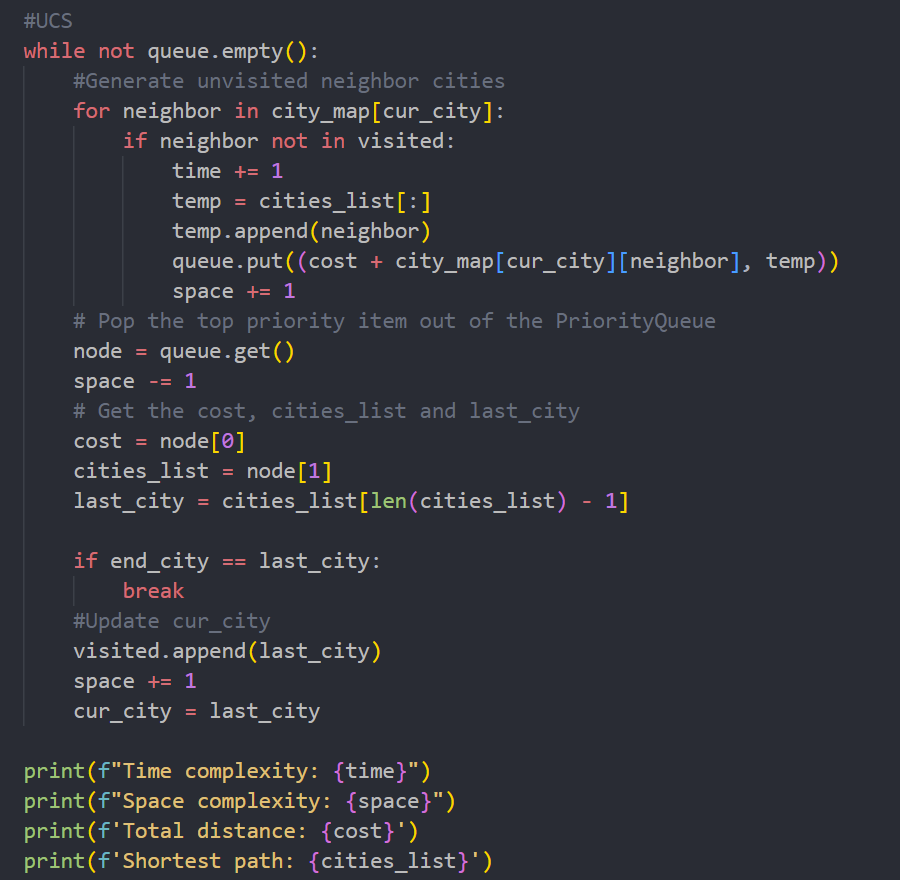 #UCS
while not queue.empty():
    #Generate unvisited neighbor cities
    for neighbor in city_map[cur_city]:
        if neighbor not in visited:
            time += 1
            temp = cities_list[:]
            temp.append(neighbor)
            queue.put((cost + city_map[cur_city][neighbor], temp))
            space += 1
    # Pop the top priority item out of the PriorityQueue
    node = queue.get()
    space -= 1
    # Get the cost, cities_list and last_city
    cost = node[0]
    cities_list = node[1]
    last_city = cities_list[len(cities_list) - 1]

    if end_city == last_city:
        break
    #Update cur_city
    visited.append(last_city)
    space += 1
    cur_city = last_city

print(f"Time complexity: {time}")
print(f"Space complexity: {space}")
print(f'Total distance: {cost}')
print(f'Shortest path: {cities_list}')